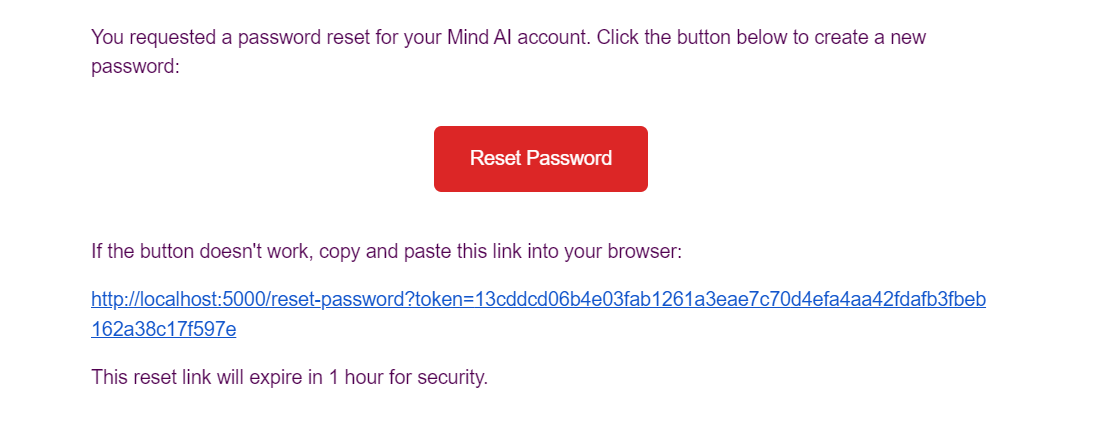 You requested a password reset for your Mind AI account. Click the button below to create a new
password:
Reset Password
If the button doesn't work, copy and paste this link into your browser:
http://localhost:5000/reset-password?token=13cddcd06b4e03fab1261a3eae7c70d4efa4aa42fdafb3fbeb
162a38c17f597e
This reset link will expire in 1 hour for security.